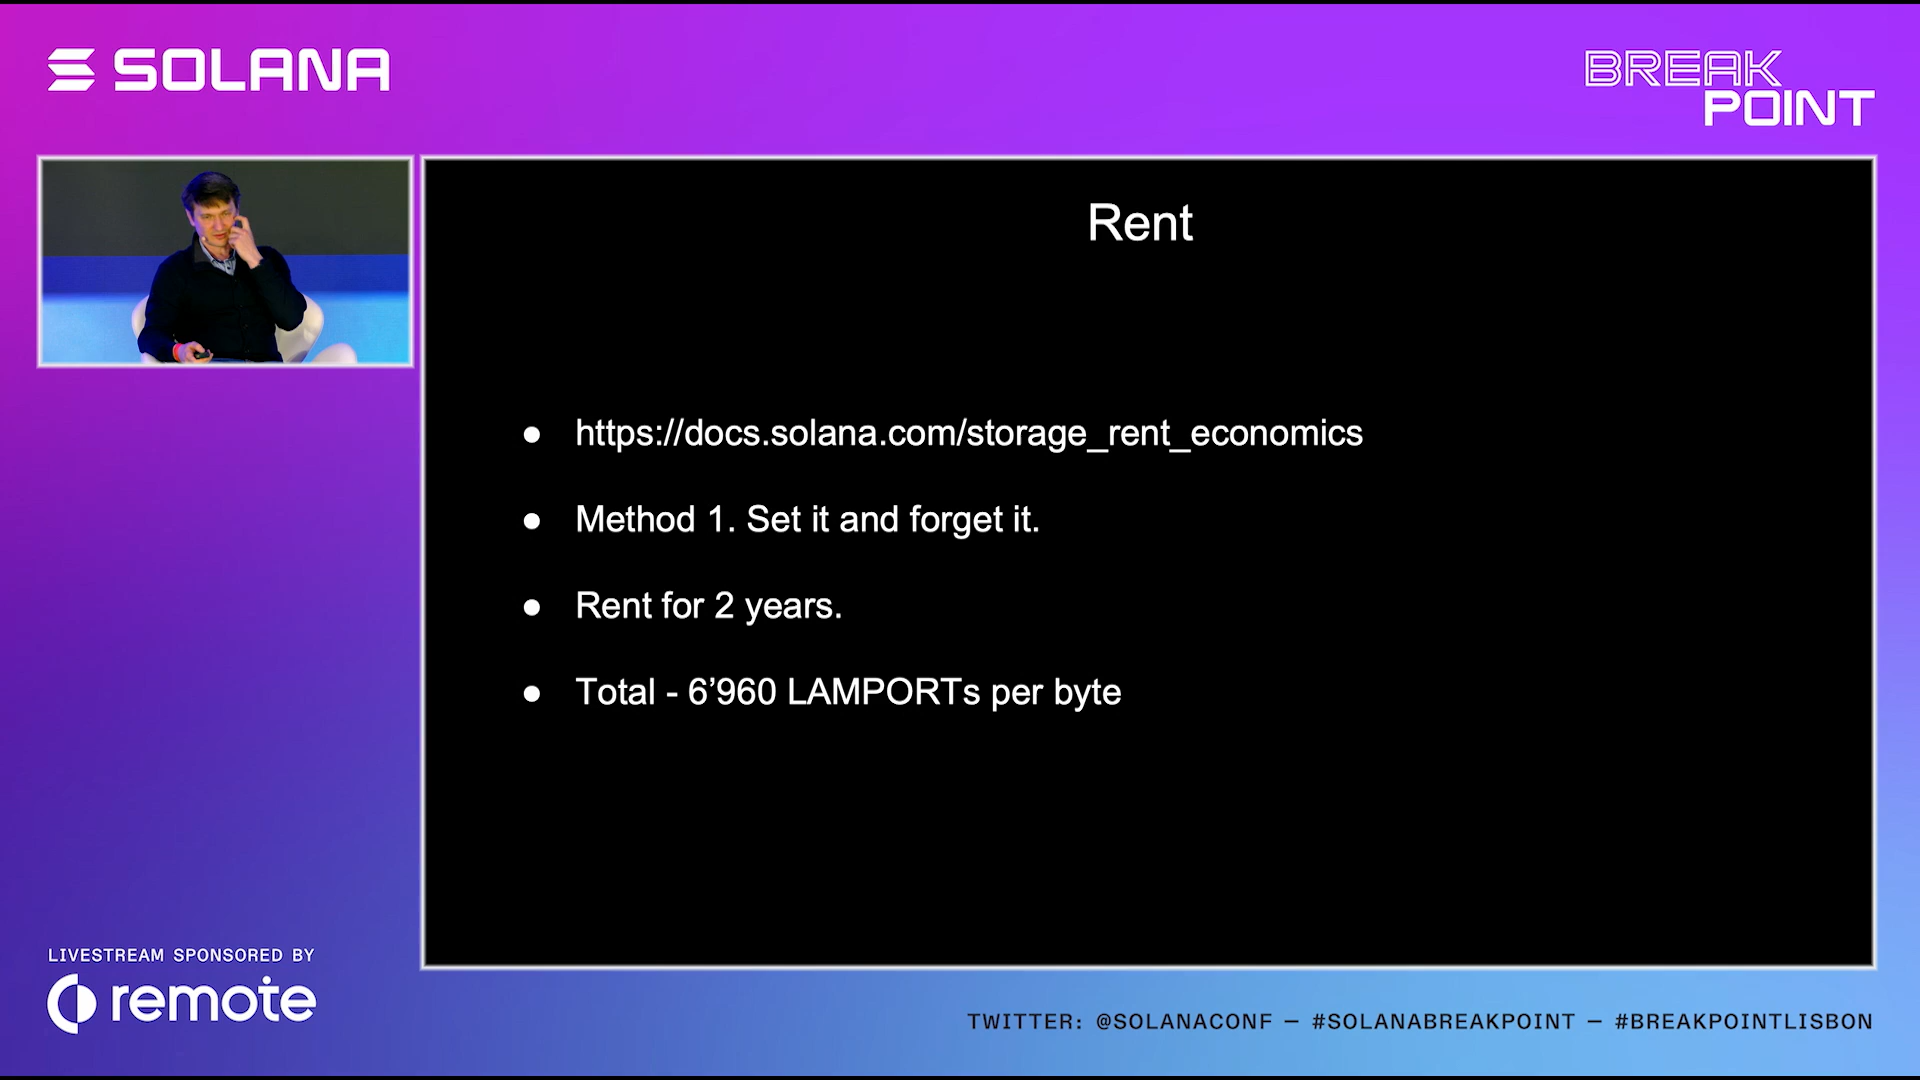 SOLANA
BREAK
POINT
Rent
● https://docs.solana.com/storage_rent_economics
● Method 1. Set it and forget it.
● Rent for 2 years.
● Total - 6’960 LAMPORTs per byte
LIVESTREAM SPONSORED BY
remote
TWITTER: @SOLANACONF — #SOLANABREAKPOINT — #BREAKPOINTLISBON